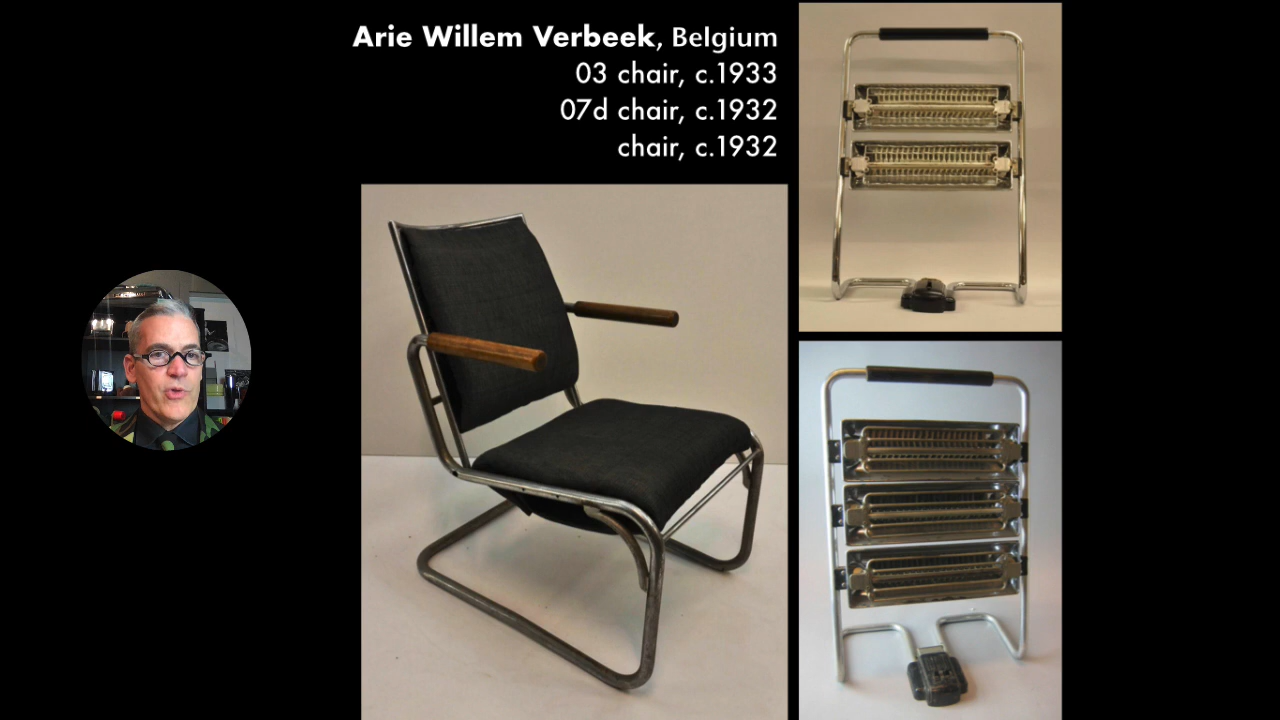 Arie Willem Verbeek, Belgium
03 chair, c.1933
07d chair, c.1932
chair, c.1932